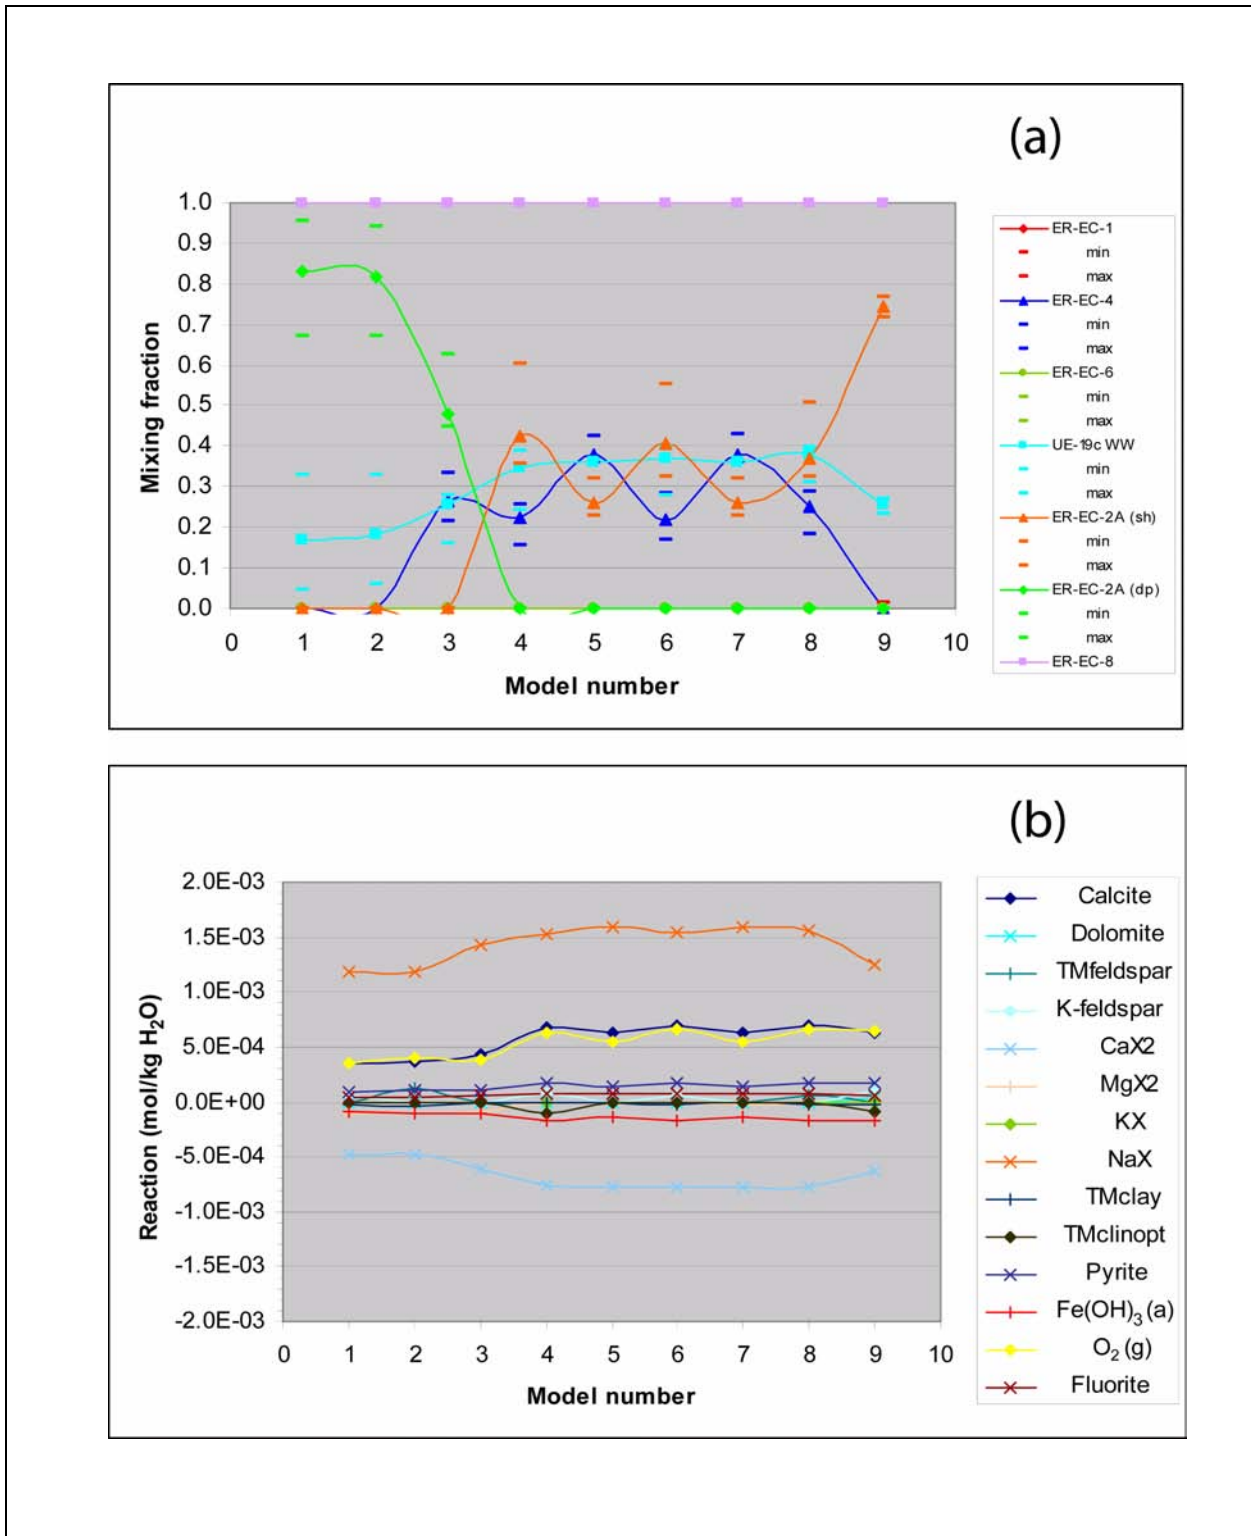 (a)
1.0
0.9
0.8
0.7
0.6
0.5
0.4
0.3
0.2
0.1
0.0
0 1 2 3 4 5 6 7 8 9 10
Mixing fraction
Model number
ER-EC-1
min
max
ER-EC-4
min
max
ER-EC-6
min
max
UE-19c WW
min
max
ER-EC-2A (sh)
min
max
ER-EC-2A (dp)
min
max
ER-EC-8
(b)
2.0E-03
1.5E-03
1.0E-03
5.0E-04
0.0E+00
-5.0E-04
-1.0E-03
-1.5E-03
-2.0E-03
0 1 2 3 4 5 6 7 8 9 10
Reaction (mol/kg H₂O)
Model number
Calcite
Dolomite
TMfeldspar
K-feldspar
CaX2
MgX2
KX
NaX
TMclay
TMclinopt
Pyrite
Fe(OH)₃(a)
O₂(g)
Fluorite